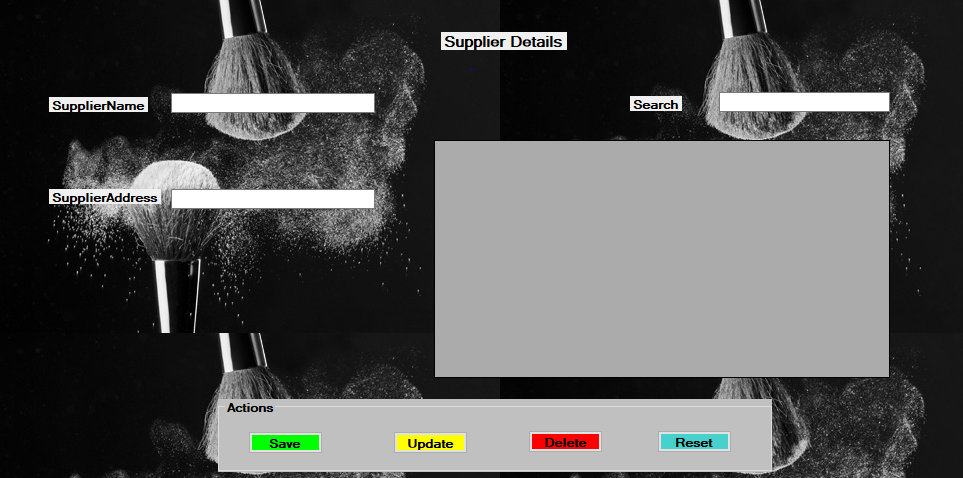 Supplier Details
SupplierName
Search
SupplierAddress
Actions
Save
Update
Delete
Reset